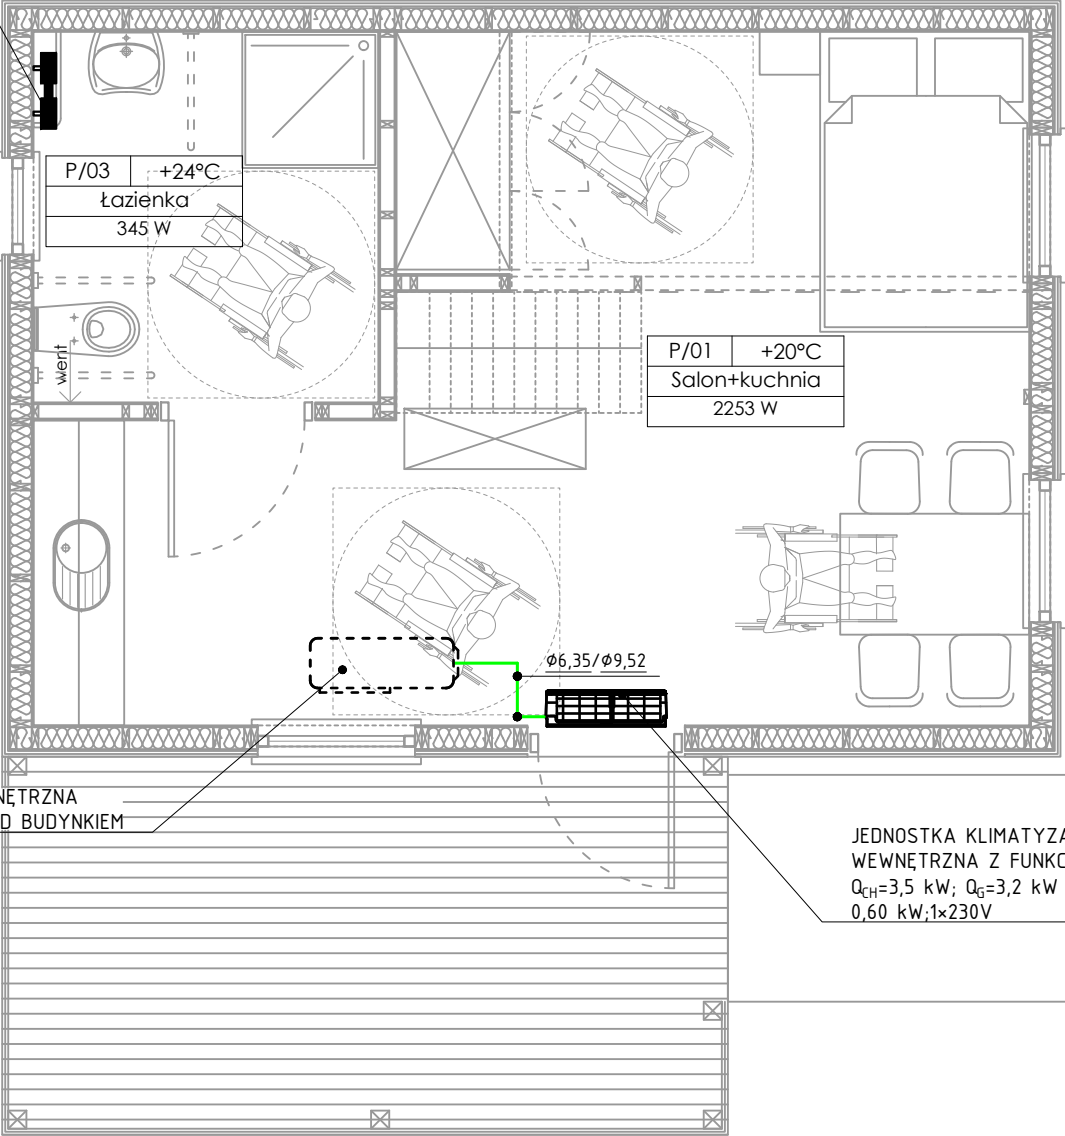 P/03 +24°C
Łazienka
345 W
went
P/01 +20°C
Salon+kuchnia
2253 W
φ6,35/φ9,52
NĘTRZNA
D BUDYNKIEM
JEDNOSTKA KLIMATYZA
WEWNĘTRZNA Z FUNKC
QCH=3,5 kW; QG=3,2 kW
0,60 kW;1×230V